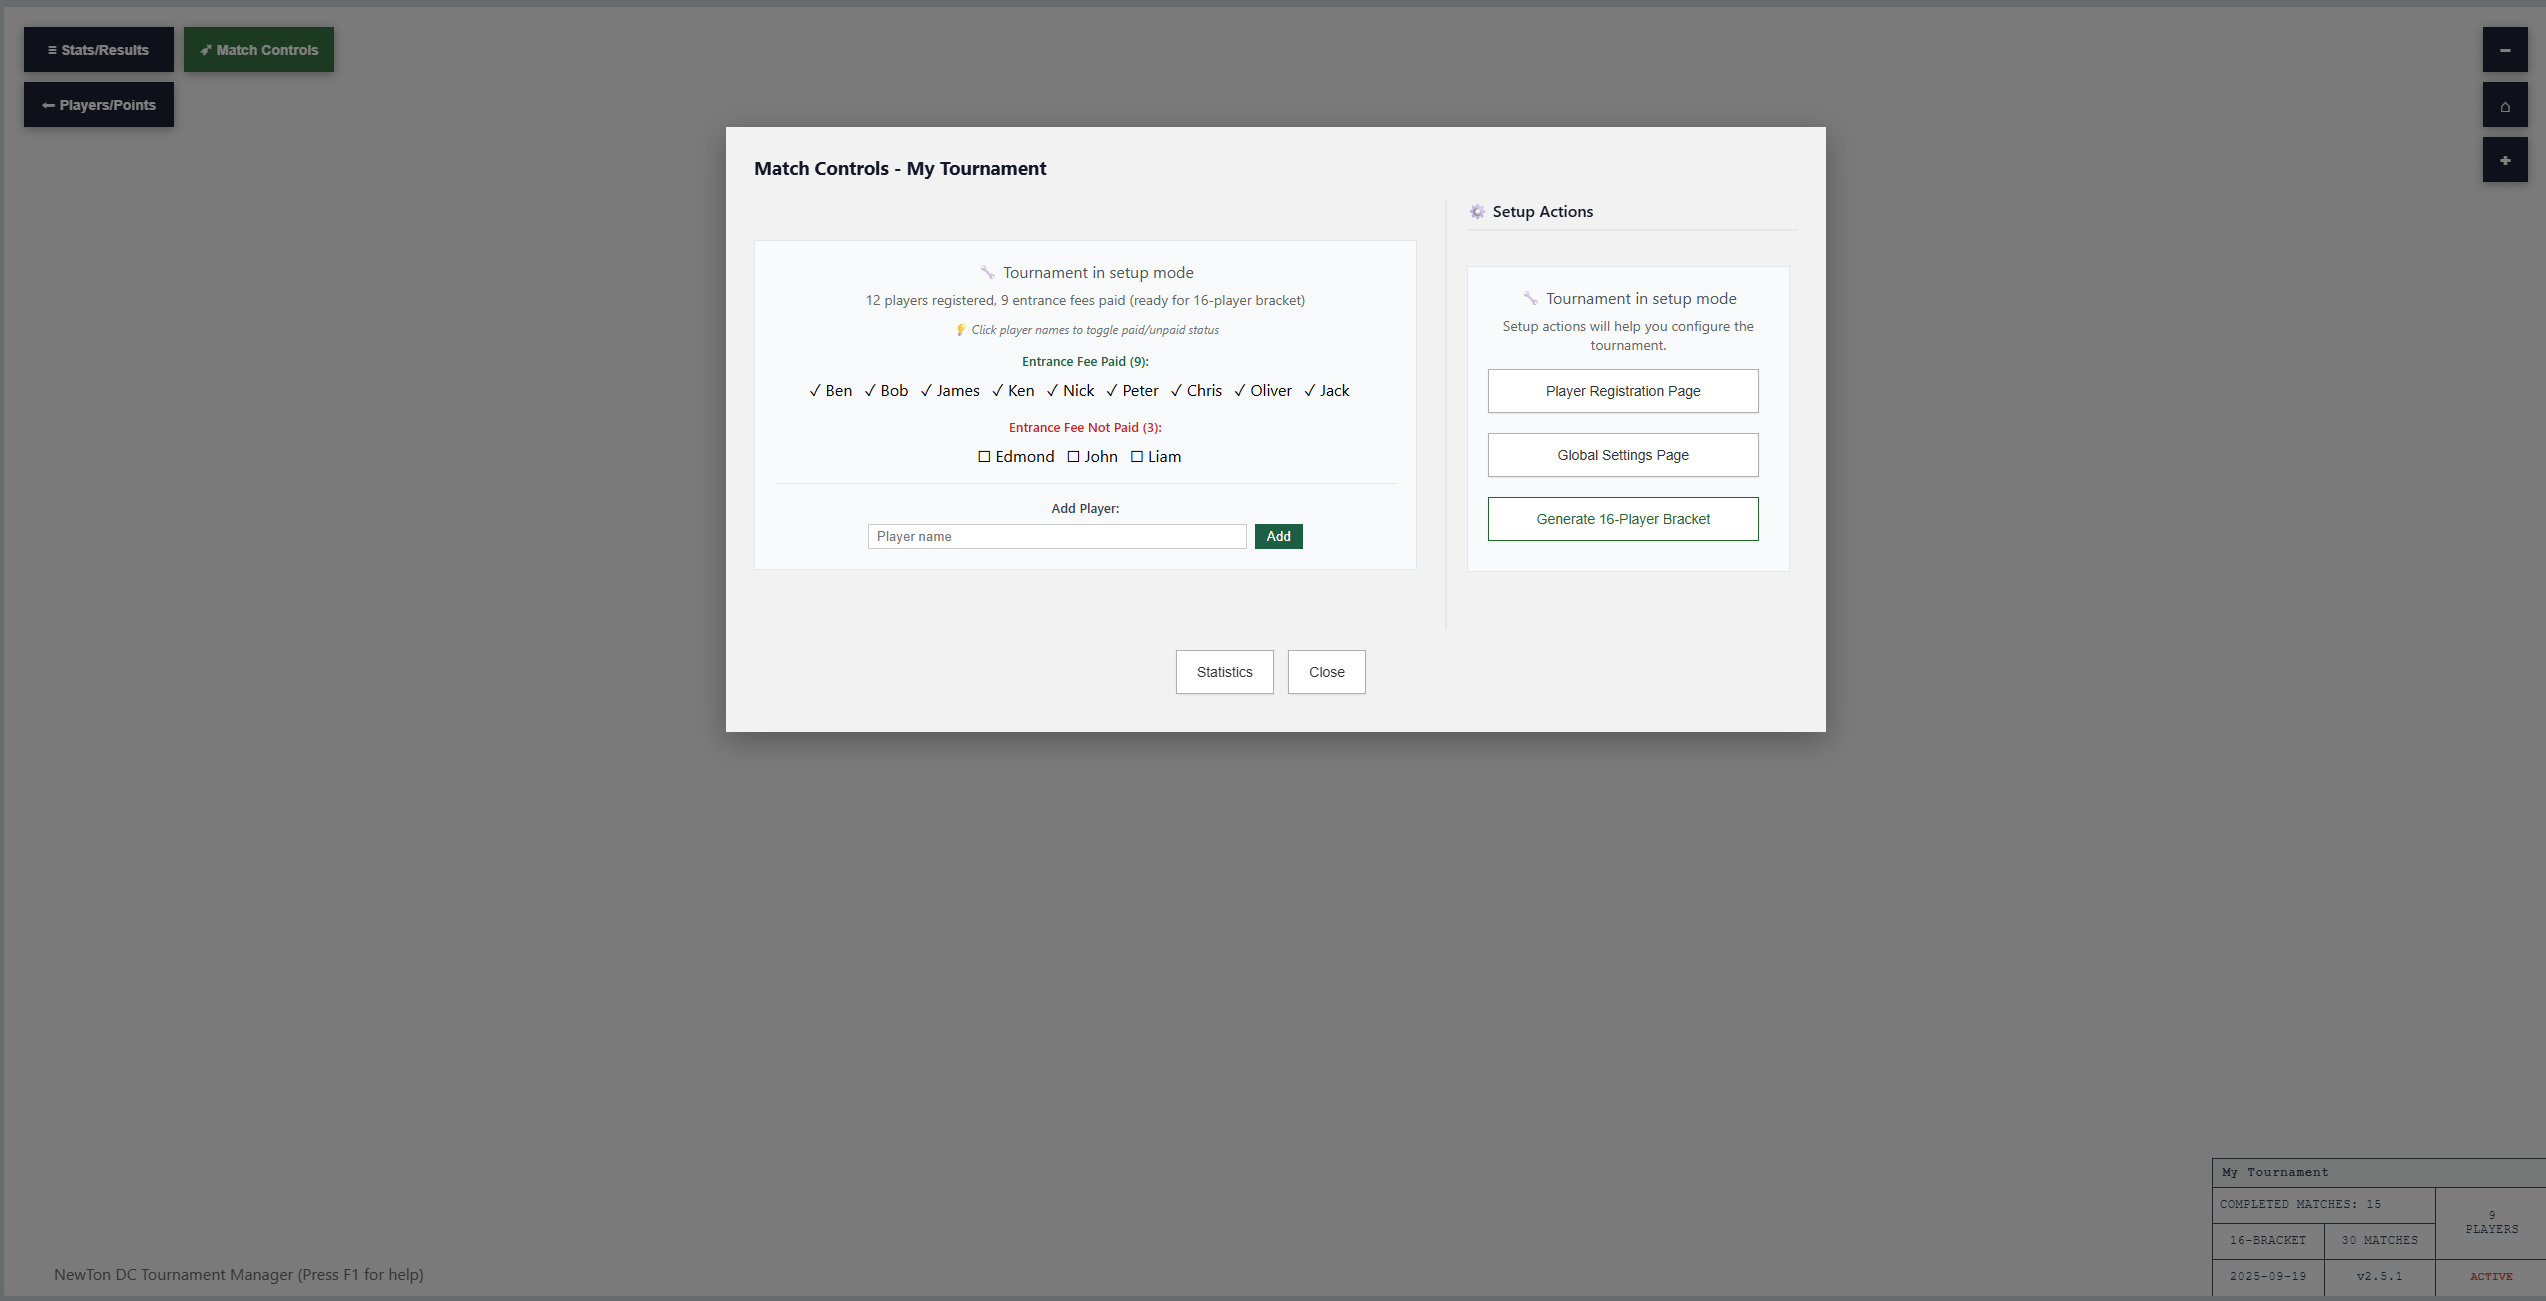 ≡ Stats/Results
Match Controls
← Players/Points
Match Controls - My Tournament
Tournament in setup mode
12 players registered, 9 entrance fees paid (ready for 16-player bracket)
Click player names to toggle paid/unpaid status
Entrance Fee Paid (9):
✓ Ben ✓ Bob ✓ James ✓ Ken ✓ Nick ✓ Peter ✓ Chris ✓ Oliver ✓ Jack
Entrance Fee Not Paid (3):
☐ Edmond ☐ John ☐ Liam
Add Player:
Player name
Add
Setup Actions
Tournament in setup mode
Setup actions will help you configure the
tournament.
Player Registration Page
Global Settings Page
Generate 16-Player Bracket
Statistics
Close
NewTon DC Tournament Manager (Press F1 for help)
My Tournament
COMPLETED MATCHES: 15
9
PLAYERS
16-BRACKET
30 MATCHES
2025-09-19
v2.5.1
ACTIVE